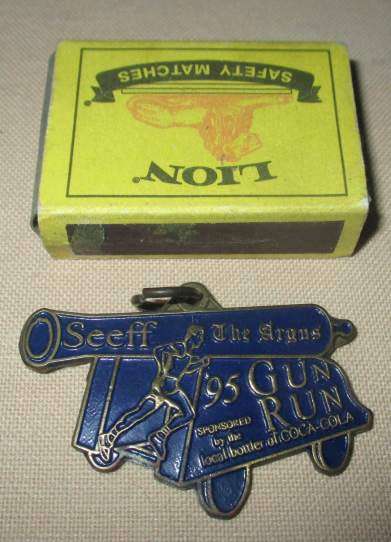 SAFETY MATCHES
LION®
Seeff The Argus
'95 GUN
RUN
SPONSORED
by the
local bottler of COCA-COLA